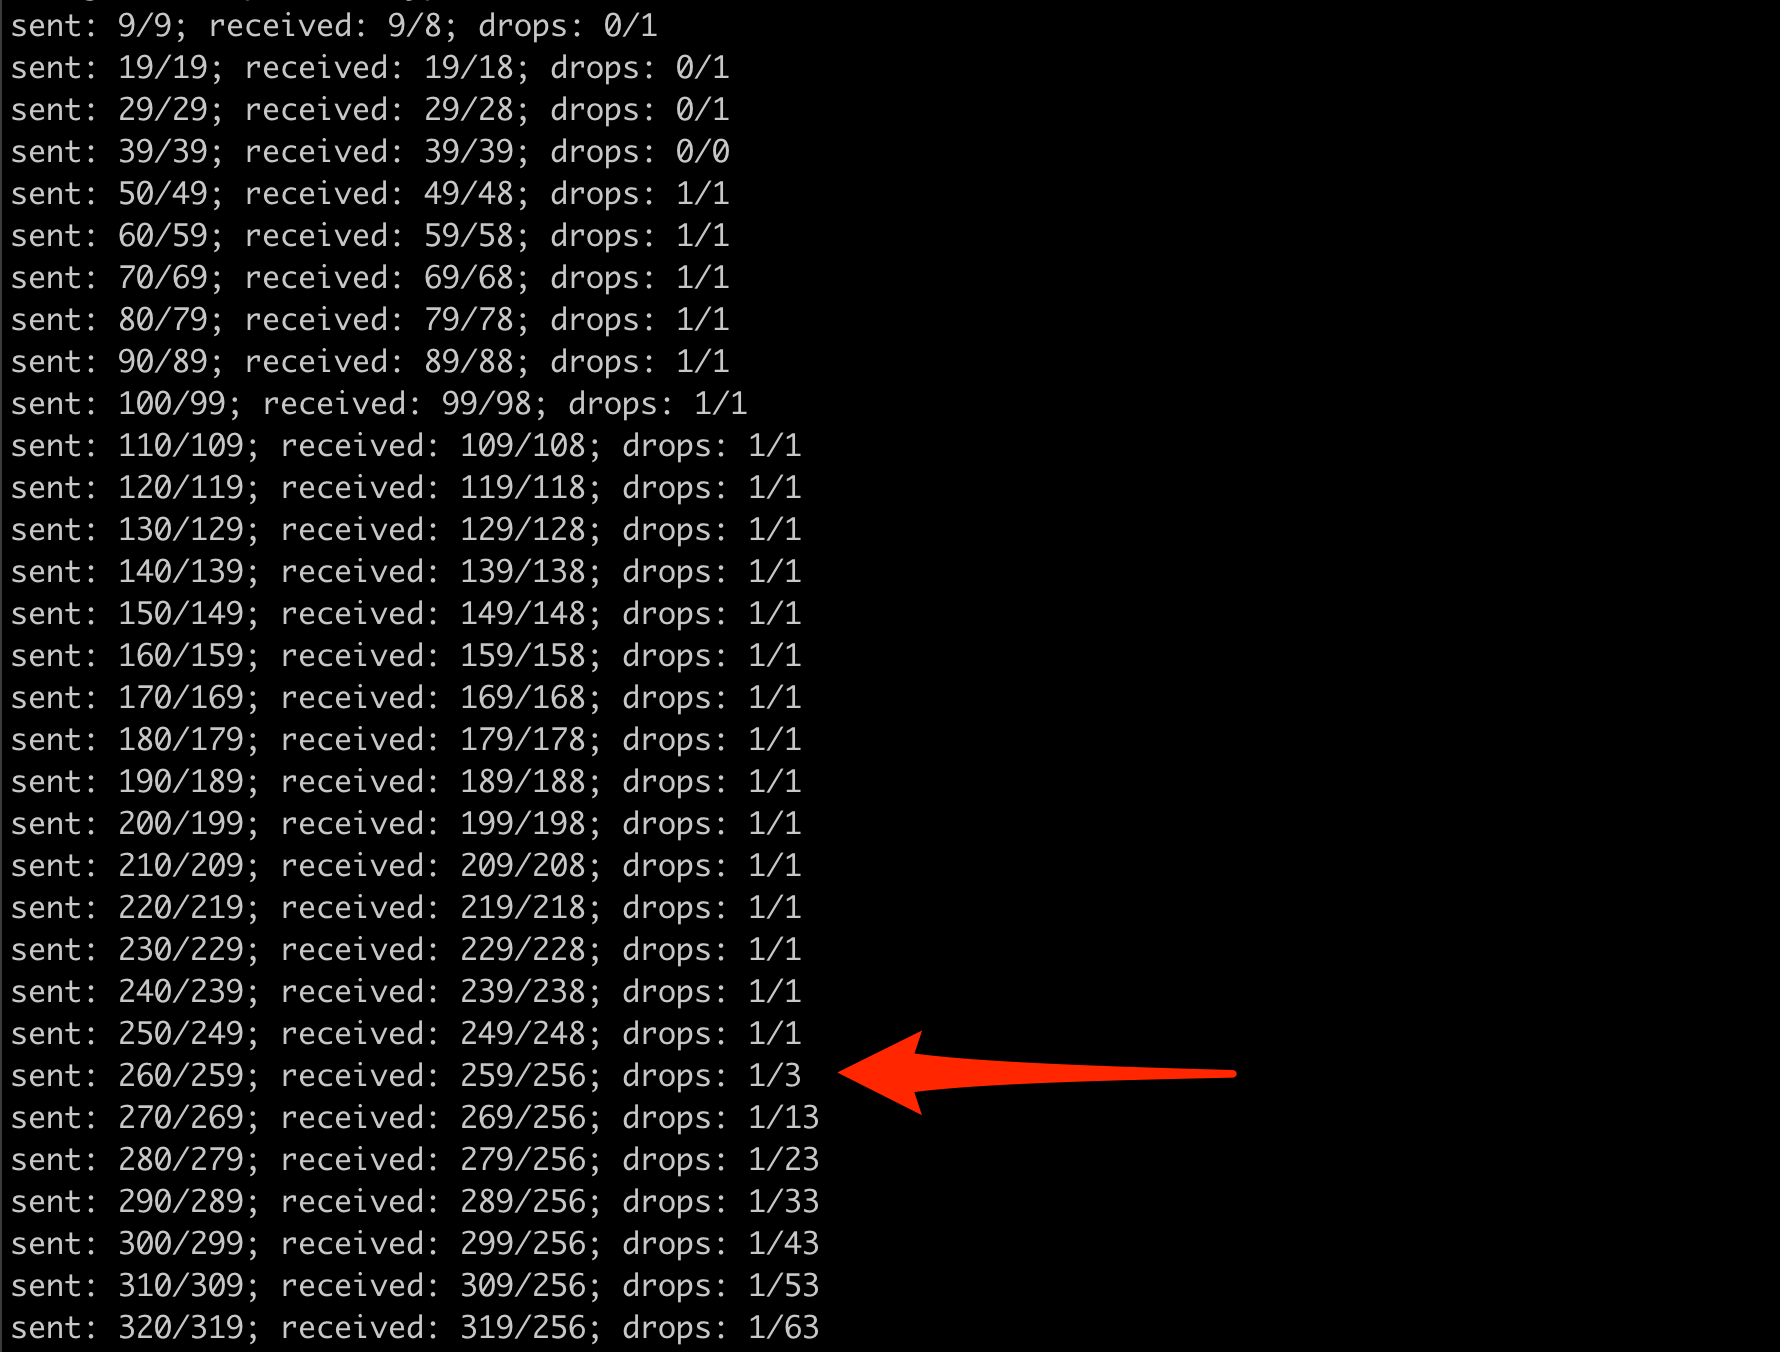 sent: 9/9; received: 9/8; drops: 0/1
sent: 19/19; received: 19/18; drops: 0/1
sent: 29/29; received: 29/28; drops: 0/1
sent: 39/39; received: 39/39; drops: 0/0
sent: 50/49; received: 49/48; drops: 1/1
sent: 60/59; received: 59/58; drops: 1/1
sent: 70/69; received: 69/68; drops: 1/1
sent: 80/79; received: 79/78; drops: 1/1
sent: 90/89; received: 89/88; drops: 1/1
sent: 100/99; received: 99/98; drops: 1/1
sent: 110/109; received: 109/108; drops: 1/1
sent: 120/119; received: 119/118; drops: 1/1
sent: 130/129; received: 129/128; drops: 1/1
sent: 140/139; received: 139/138; drops: 1/1
sent: 150/149; received: 149/148; drops: 1/1
sent: 160/159; received: 159/158; drops: 1/1
sent: 170/169; received: 169/168; drops: 1/1
sent: 180/179; received: 179/178; drops: 1/1
sent: 190/189; received: 189/188; drops: 1/1
sent: 200/199; received: 199/198; drops: 1/1
sent: 210/209; received: 209/208; drops: 1/1
sent: 220/219; received: 219/218; drops: 1/1
sent: 230/229; received: 229/228; drops: 1/1
sent: 240/239; received: 239/238; drops: 1/1
sent: 250/249; received: 249/248; drops: 1/1
sent: 260/259; received: 259/256; drops: 1/3
sent: 270/269; received: 269/256; drops: 1/13
sent: 280/279; received: 279/256; drops: 1/23
sent: 290/289; received: 289/256; drops: 1/33
sent: 300/299; received: 299/256; drops: 1/43
sent: 310/309; received: 309/256; drops: 1/53
sent: 320/319; received: 319/256; drops: 1/63